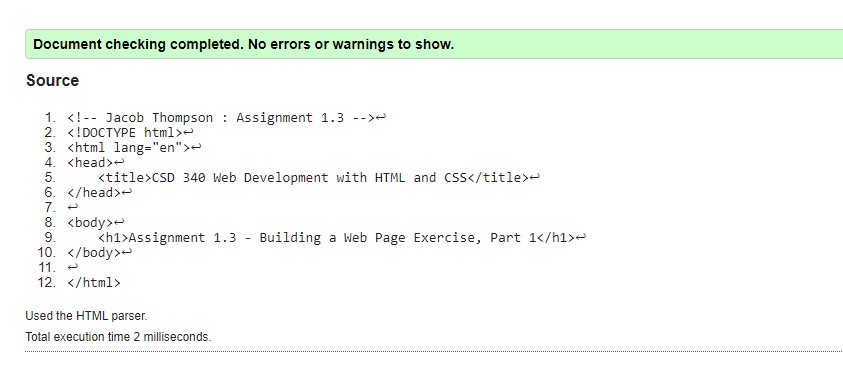 Document checking completed. No errors or warnings to show.
Source
1. <!-- Jacob Thompson : Assignment 1.3 -->↩
2. <!DOCTYPE html>↩
3. <html lang="en">↩
4. <head>↩
5.     <title>CSD 340 Web Development with HTML and CSS</title>↩
6. </head>↩
7. ↩
8. <body>↩
9.     <h1>Assignment 1.3 - Building a Web Page Exercise, Part 1</h1>↩
10. </body>↩
11. ↩
12. </html>
Used the HTML parser.
Total execution time 2 milliseconds.